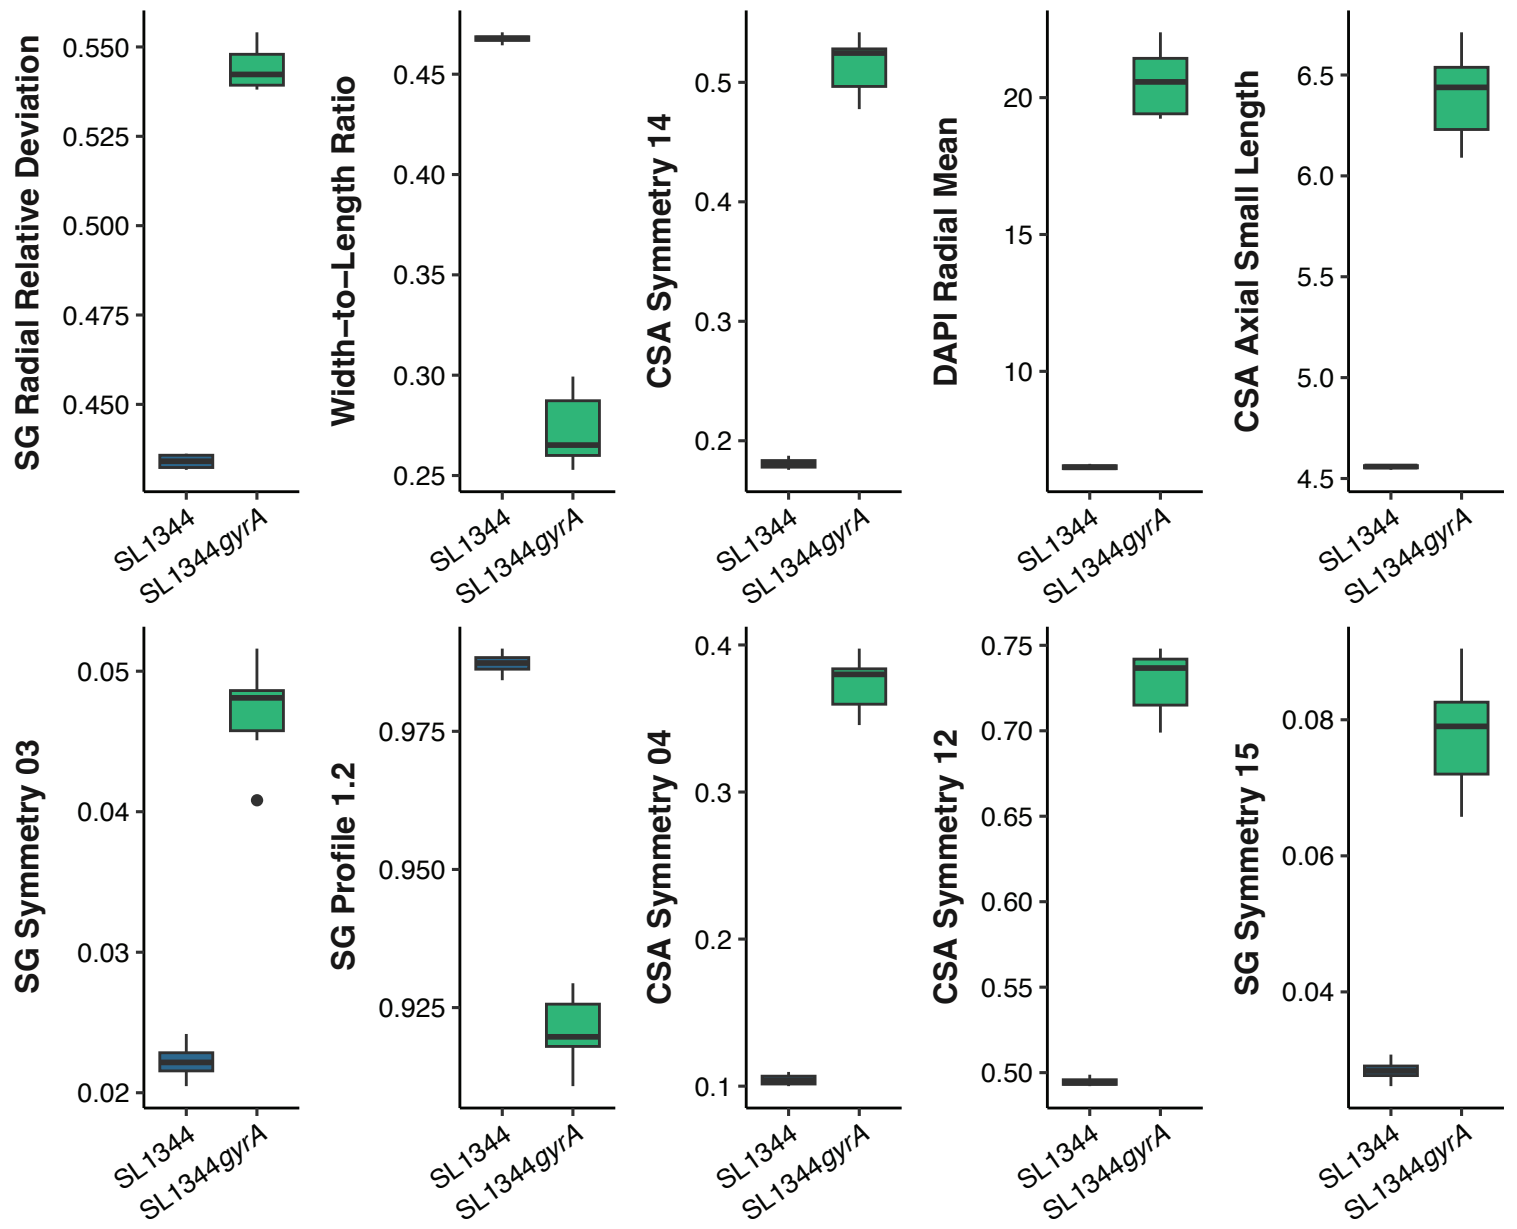 SG Radial Relative Deviation
0.550
0.525
0.500
0.475
0.450
SL1344
SL1344gyrA
Width−to−Length Ratio
0.45
0.40
0.35
0.30
0.25
SL1344
SL1344gyrA
CSA Symmetry 14
0.5
0.4
0.3
0.2
SL1344
SL1344gyrA
DAPI Radial Mean
20
15
10
SL1344
SL1344gyrA
CSA Axial Small Length
6.5
6.0
5.5
5.0
4.5
SL1344
SL1344gyrA
SG Symmetry 03
0.05
0.04
0.03
0.02
SL1344
SL1344gyrA
SG Profile 1.2
0.975
0.950
0.925
SL1344
SL1344gyrA
CSA Symmetry 04
0.4
0.3
0.2
0.1
SL1344
SL1344gyrA
CSA Symmetry 12
0.75
0.70
0.65
0.60
0.55
0.50
SL1344
SL1344gyrA
SG Symmetry 15
0.08
0.06
0.04
SL1344
SL1344gyrA